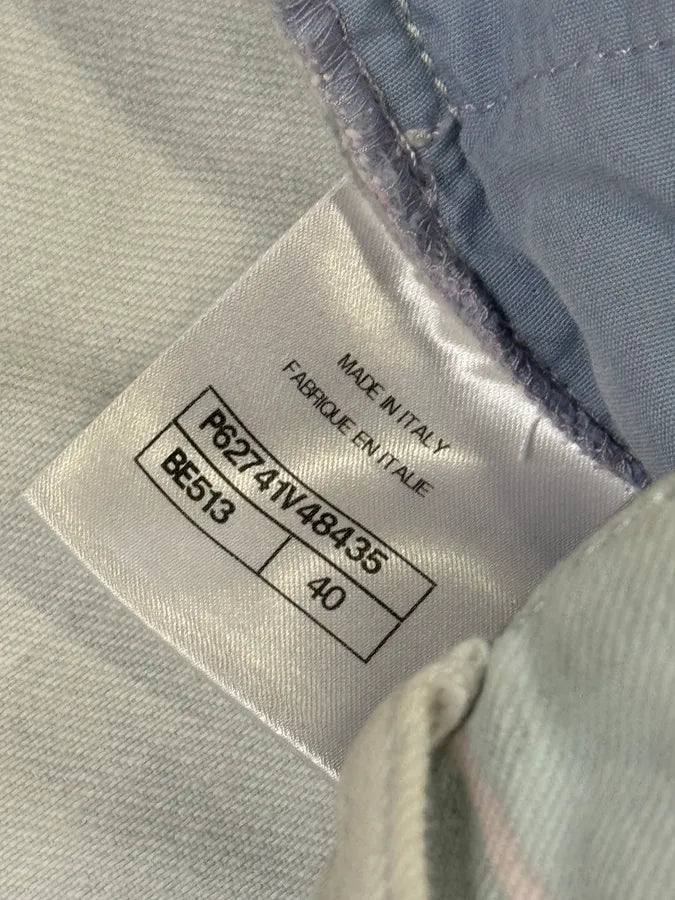 MADE IN ITALY
FABRIQUE EN ITALIE
P62741V48435
BE513
40